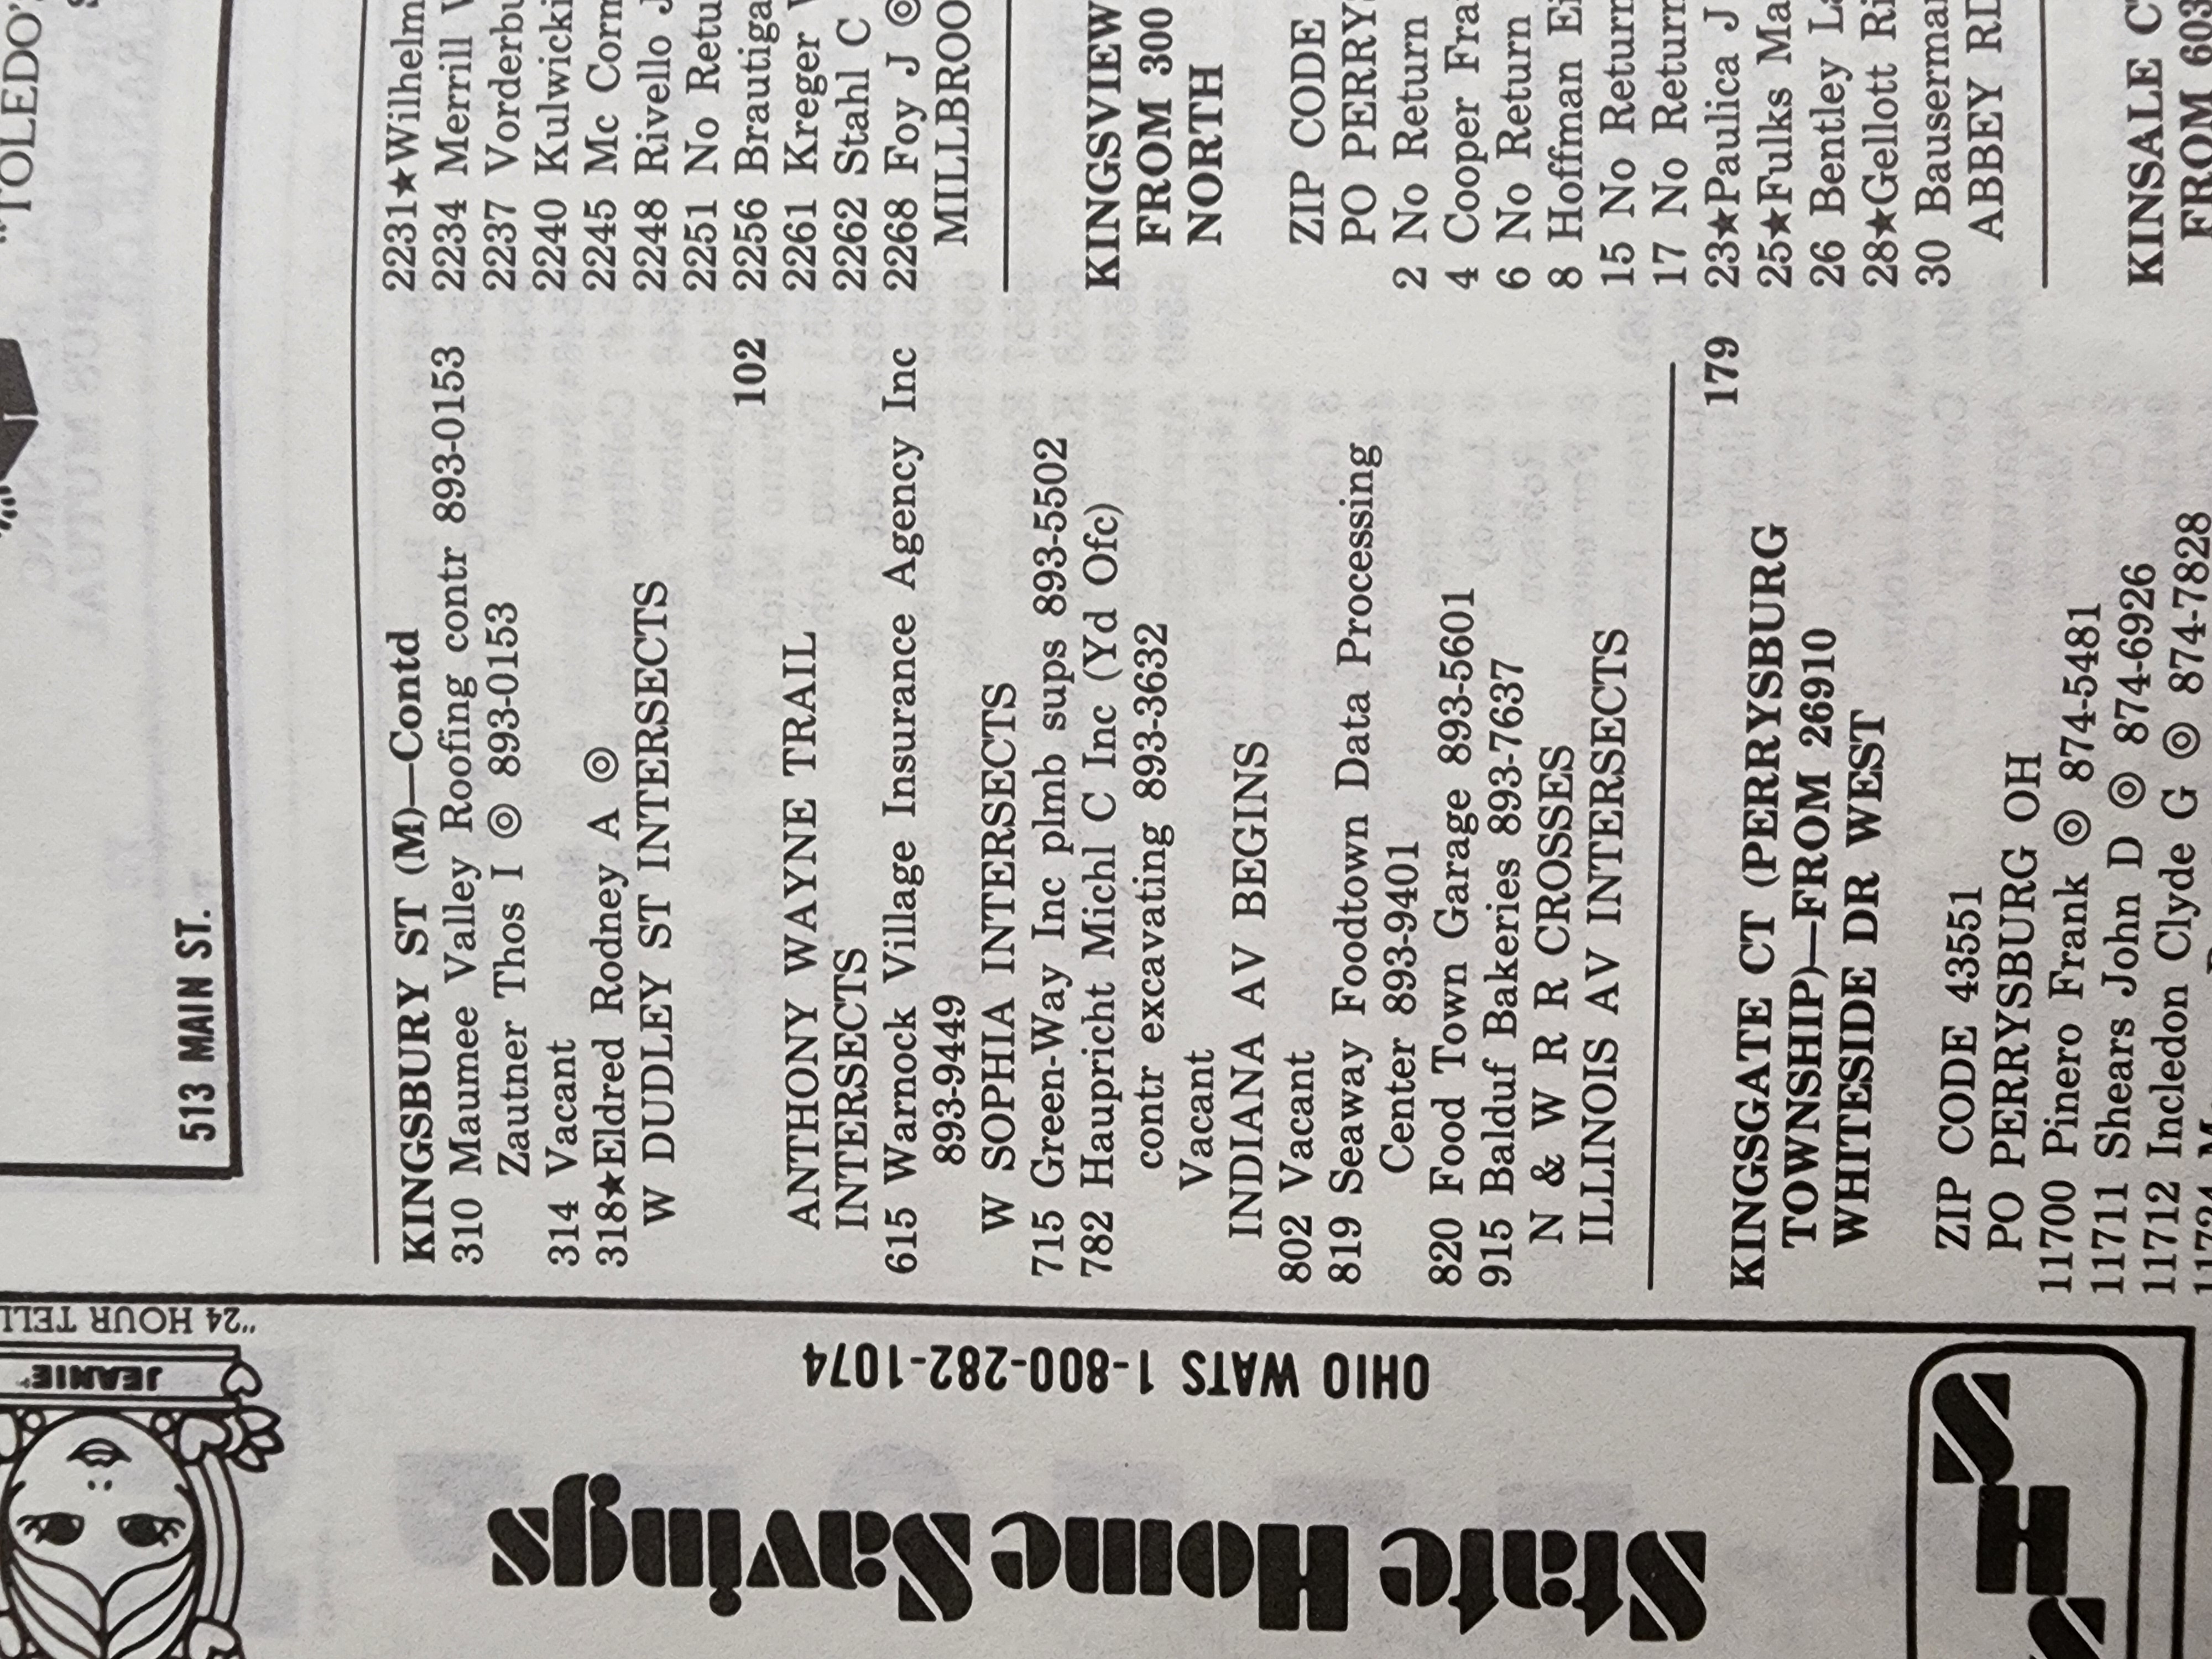 "TOLEDO'S
513 MAIN ST.
"24 HOUR TELL
JEANIE
OHIO WATS 1-800-282-1074
State Home Savings
SHS
KINGSBURY ST (M)—Contd
310 Maumee Valley Roofing contr 893-0153
Zautner Thos I ◎ 893-0153
314 Vacant
318★Eldred Rodney A ◎
W DUDLEY ST INTERSECTS
102
ANTHONY WAYNE TRAIL
INTERSECTS
615 Warnock Village Insurance Agency Inc
893-9449
W SOPHIA INTERSECTS
715 Green-Way Inc plmb sups 893-5502
782 Haupricht Michl C Inc (Yd Ofc)
contr excavating 893-3632
Vacant
INDIANA AV BEGINS
802 Vacant
819 Seaway Foodtown Data Processing
Center 893-9401
820 Food Town Garage 893-5601
915 Balduf Bakeries 893-7637
N & W R R CROSSES
ILLINOIS AV INTERSECTS
179
KINGSGATE CT (PERRYSBURG
TOWNSHIP)—FROM 26910
WHITESIDE DR WEST
ZIP CODE 43551
PO PERRYSBURG OH
11700 Pinero Frank ◎ 874-5481
11711 Shears John D ◎ 874-6926
11712 Incledon Clyde G ◎ 874-7828
2231★Wilhelm
2234 Merrill
2237 Vorderbu
2240 Kulwicki
2245 Mc Corm
2248 Rivello J
2251 No Retu
2256 Brautiga
2261 Kreger
2262 Stahl C
2268 Foy J ◎
MILLBROO
KINGSVIEW
FROM 300
NORTH
ZIP CODE
PO PERRYS
2 No Return
4 Cooper Fra
6 No Return
8 Hoffman E
15 No Return
17 No Return
23★Paulica J
25★Fulks Ma
26 Bentley La
28★Gellott Ri
30 Bauserma
ABBEY RD
KINSALE C
FROM 603